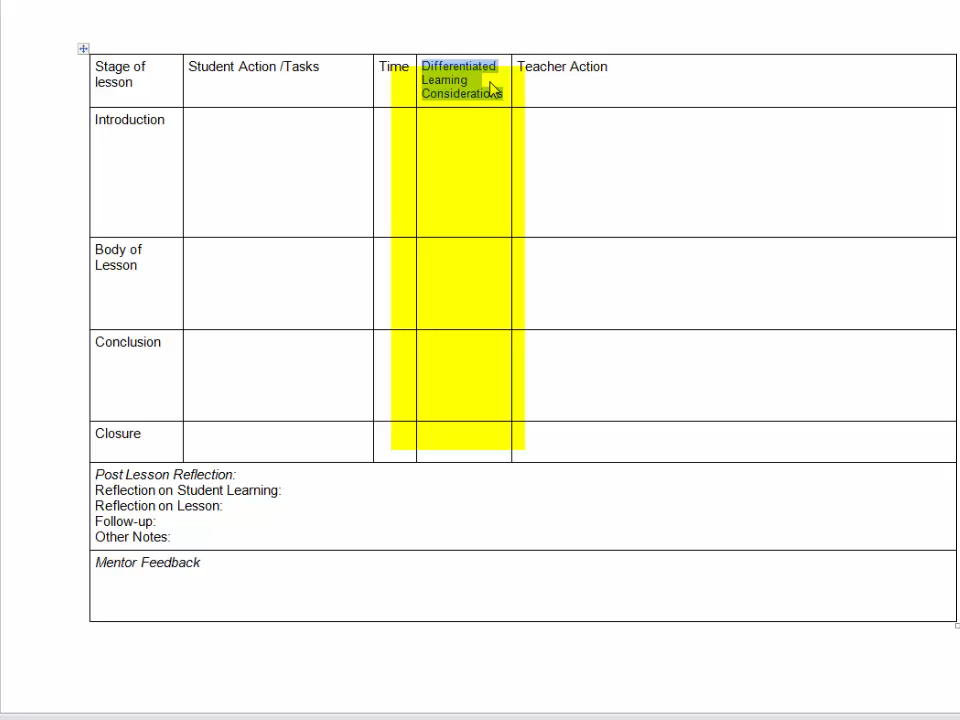 Stage of lesson
Student Action /Tasks
Time
Differentiated Learning Considerations
Teacher Action
Introduction
Body of Lesson
Conclusion
Closure
Post Lesson Reflection:
Reflection on Student Learning:
Reflection on Lesson:
Follow-up:
Other Notes:
Mentor Feedback